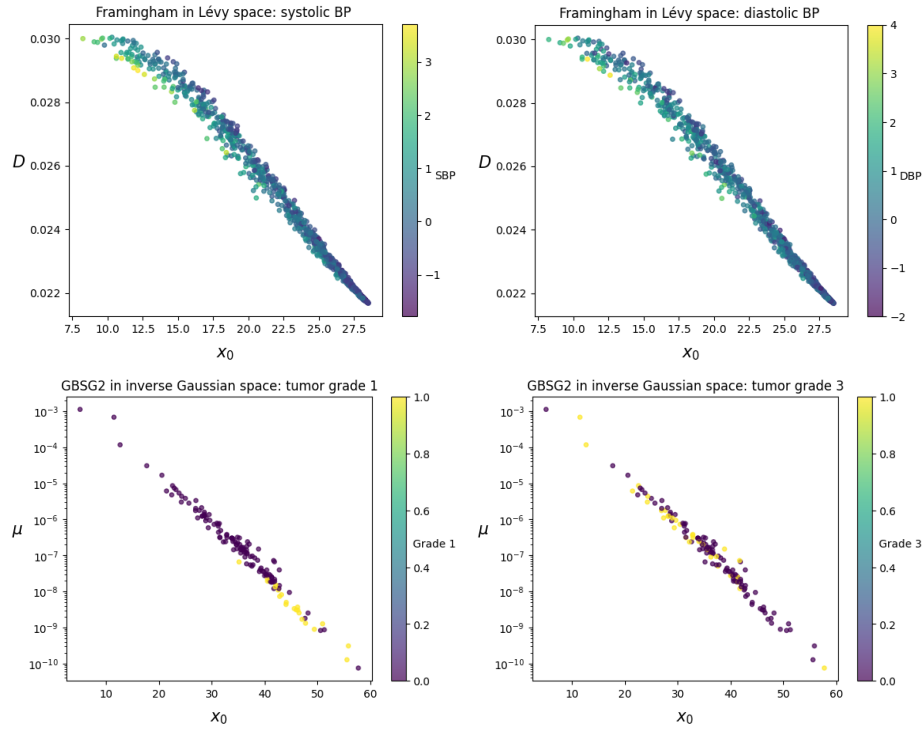 Framingham in Lévy space: systolic BP
0.030
0.028
0.026
0.024
0.022
D
7.5 10.0 12.5 15.0 17.5 20.0 22.5 25.0 27.5
x0
3
2
1
0
−1
SBP
Framingham in Lévy space: diastolic BP
0.030
0.028
0.026
0.024
0.022
D
7.5 10.0 12.5 15.0 17.5 20.0 22.5 25.0 27.5
x0
4
3
2
1
0
−1
−2
DBP
GBSG2 in inverse Gaussian space: tumor grade 1
10−3
10−4
10−5
10−6
10−7
10−8
10−9
10−10
μ
10 20 30 40 50 60
x0
1.0
0.8
0.6
0.4
0.2
0.0
Grade 1
GBSG2 in inverse Gaussian space: tumor grade 3
10−3
10−4
10−5
10−6
10−7
10−8
10−9
10−10
μ
10 20 30 40 50 60
x0
1.0
0.8
0.6
0.4
0.2
0.0
Grade 3